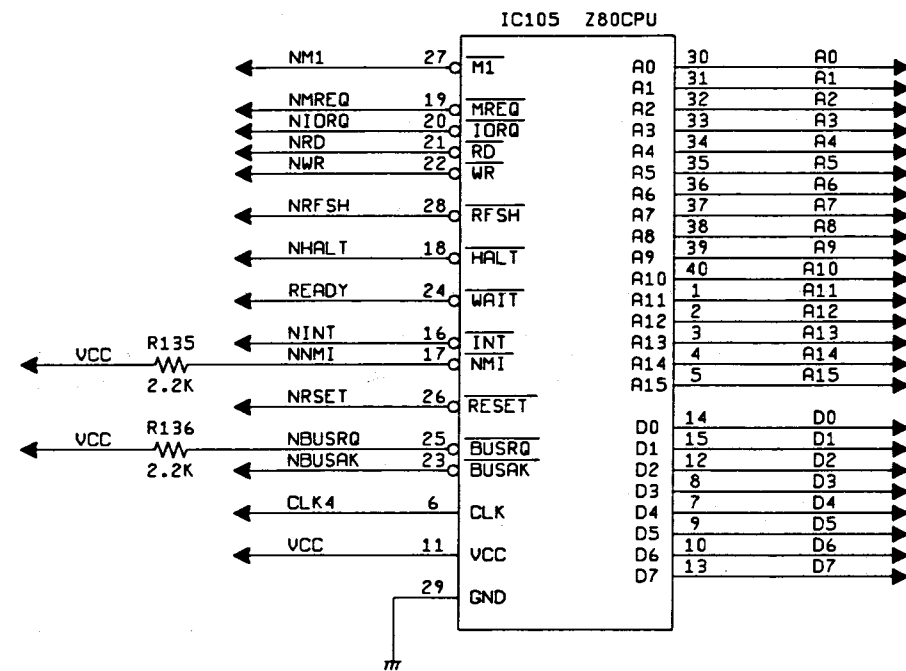 IC105 Z80CPU
NM1 27 M1 A0 30 A0
A1 31 A1
NMREQ 19 MREQ A2 32 A2
NIORQ 20 IORQ A3 33 A3
NRD 21 RD A4 34 A4
NWR 22 WR A5 35 A5
A6 36 A6
NRFSH 28 RFSH A7 37 A7
A8 38 A8
NHALT 18 HALT A9 39 A9
A10 40 A10
READY 24 WAIT A11 1 A11
A12 2 A12
NINT 16 INT A13 3 A13
VCC R135 2.2K NNMI 17 NMI A14 4 A14
A15 5 A15
NRSET 26 RESET
D0 14 D0
VCC R136 2.2K NBUSRQ 25 BUSRQ D1 15 D1
NBUSAK 23 BUSAK D2 12 D2
D3 8 D3
CLK4 6 CLK D4 7 D4
D5 9 D5
VCC 11 VCC D6 10 D6
D7 13 D7
29 GND